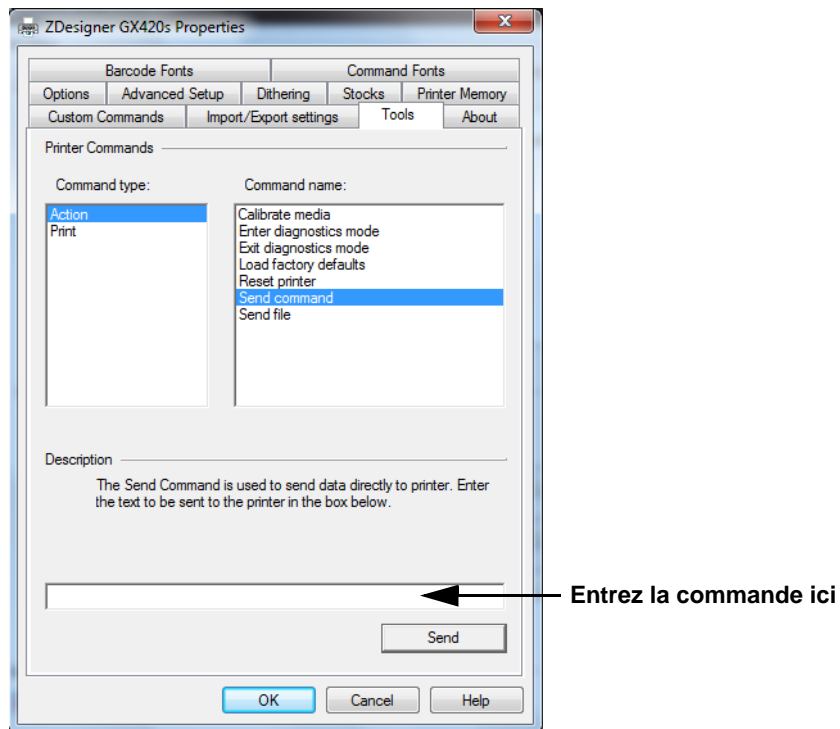 ZDesigner GX420s Properties
Barcode Fonts Command Fonts
Options Advanced Setup Dithering Stocks Printer Memory
Custom Commands Import/Export settings Tools About
Printer Commands
Command type: Command name:
Action
Print
Calibrate media
Enter diagnostics mode
Exit diagnostics mode
Load factory defaults
Reset printer
Send command
Send file
Description
The Send Command is used to send data directly to printer. Enter
the text to be sent to the printer in the box below.
Entrez la commande ici
Send
OK Cancel Help